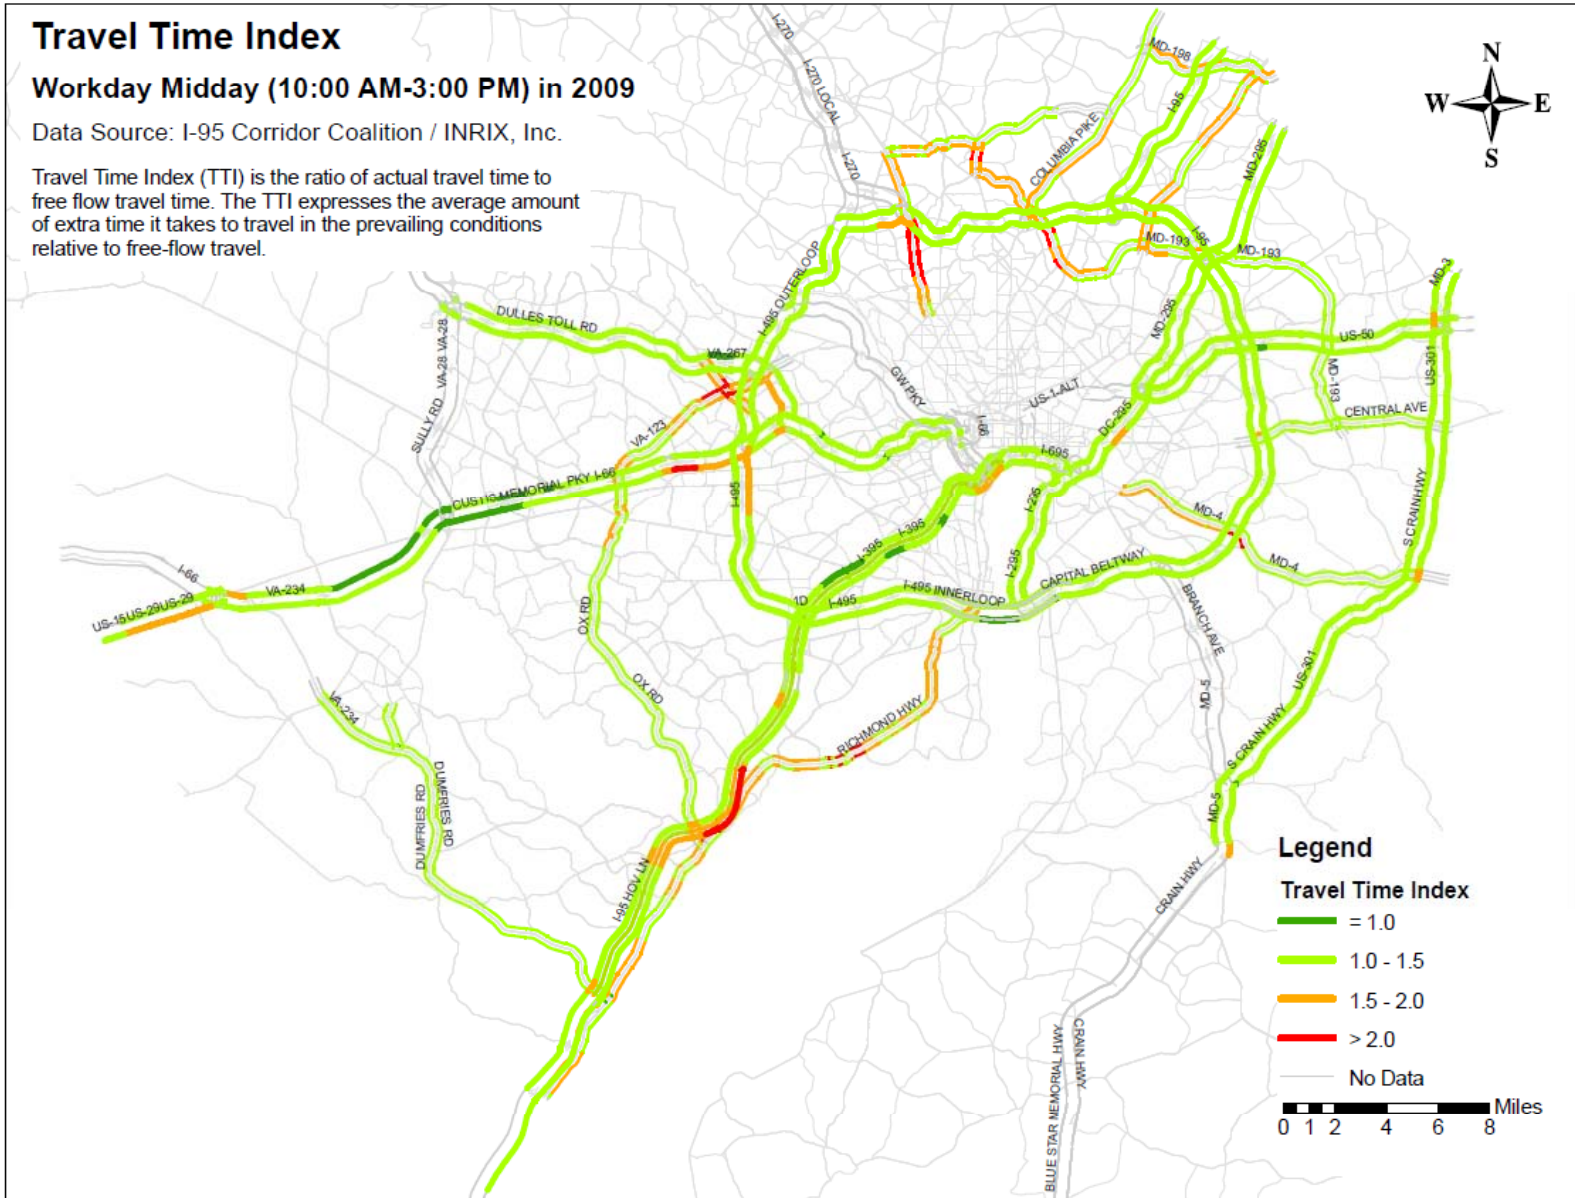 Travel Time Index
Workday Midday (10:00 AM-3:00 PM) in 2009
Data Source: I-95 Corridor Coalition / INRIX, Inc.
Travel Time Index (TTI) is the ratio of actual travel time to
free flow travel time. The TTI expresses the average amount
of extra time it takes to travel in the prevailing conditions
relative to free-flow travel.
N
W E
S
I-270
I-270 LOCAL
I-270
MD-198
I-95
COLUMBIA PIKE
MD-295
I-95
MD-193
MD-193
MD-3
I-495 OUTERLOOP
DULLES TOLL RD
VA-267
VA-28
VA-28
SULLY RD
MD-295
US-50
US-301
MD-193
GW PKY
US-1-ALT
CENTRAL AVE
DC-295
I-66
VA-123
I-695
CUSTIS MEMORIAL PKY I-66
I-495
I-295
MD-4
S CRAIN HWY
I-395
I-395
MD-4
I-295
CAPITAL BELTWAY
I-66
VA-234
US-15 US-29 US-29
I-495 INNERLOOP
1D
I-495
OX RD
BRANCH AVE
OX RD
MD-5
US-301
VA-234
RICHMOND HWY
S CRAIN HWY
DUMFRIES RD
DUMFRIES RD
MD-5
I-95 HOV LN
CRAIN HWY
CRAIN HWY
BLUE STAR MEMORIAL HWY
Legend
Travel Time Index
= 1.0
1.0 - 1.5
1.5 - 2.0
> 2.0
No Data
Miles
0 1 2 4 6 8